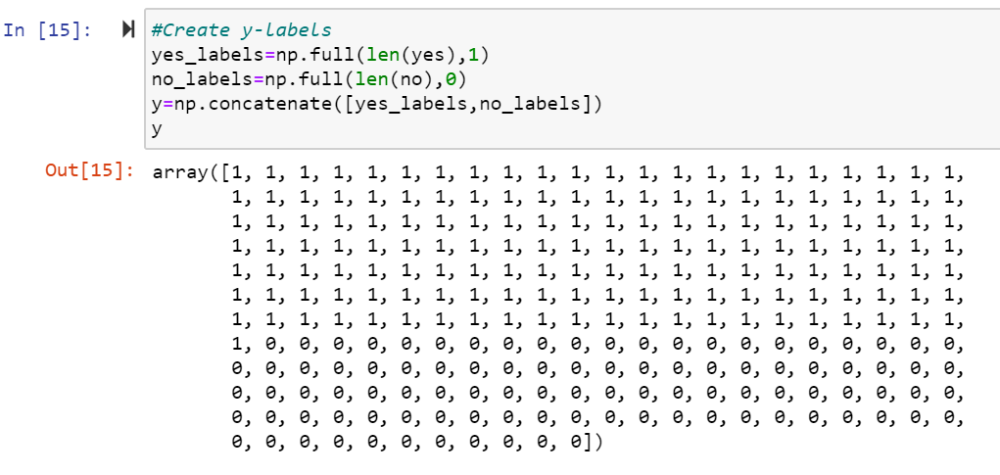 In [15]:
#Create y-labels
yes_labels=np.full(len(yes),1)
no_labels=np.full(len(no),0)
y=np.concatenate([yes_labels,no_labels])
y
Out[15]: array([1, 1, 1, 1, 1, 1, 1, 1, 1, 1, 1, 1, 1, 1, 1, 1, 1, 1, 1, 1, 1, 1,
1, 1, 1, 1, 1, 1, 1, 1, 1, 1, 1, 1, 1, 1, 1, 1, 1, 1, 1, 1, 1, 1,
1, 1, 1, 1, 1, 1, 1, 1, 1, 1, 1, 1, 1, 1, 1, 1, 1, 1, 1, 1, 1, 1,
1, 1, 1, 1, 1, 1, 1, 1, 1, 1, 1, 1, 1, 1, 1, 1, 1, 1, 1, 1, 1, 1,
1, 1, 1, 1, 1, 1, 1, 1, 1, 1, 1, 1, 1, 1, 1, 1, 1, 1, 1, 1, 1, 1,
1, 1, 1, 1, 1, 1, 1, 1, 1, 1, 1, 1, 1, 1, 1, 1, 1, 1, 1, 1, 1, 1,
1, 1, 1, 1, 1, 1, 1, 1, 1, 1, 1, 1, 1, 1, 1, 1, 1, 1, 1, 1, 1, 1,
1, 0, 0, 0, 0, 0, 0, 0, 0, 0, 0, 0, 0, 0, 0, 0, 0, 0, 0, 0, 0, 0,
0, 0, 0, 0, 0, 0, 0, 0, 0, 0, 0, 0, 0, 0, 0, 0, 0, 0, 0, 0, 0, 0,
0, 0, 0, 0, 0, 0, 0, 0, 0, 0, 0, 0, 0, 0, 0, 0, 0, 0, 0, 0, 0, 0,
0, 0, 0, 0, 0, 0, 0, 0, 0, 0, 0, 0, 0, 0, 0, 0, 0, 0, 0, 0, 0, 0,
0, 0, 0, 0, 0, 0, 0, 0, 0, 0, 0])